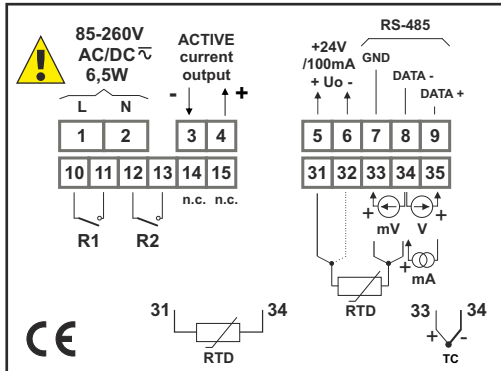 85-260V
AC/DC
6,5W
L N
ACTIVE
current
output
- +
+24V
/100mA
+ Uo -
RS-485
GND
DATA -
DATA +
1 2 3 4 5 6 7 8 9
10 11 12 13 14 15 31 32 33 34 35
n.c. n.c.
R1 R2
+ mV V +
+ mA
RTD
31 34
RTD
33 34
+ -
TC
CE